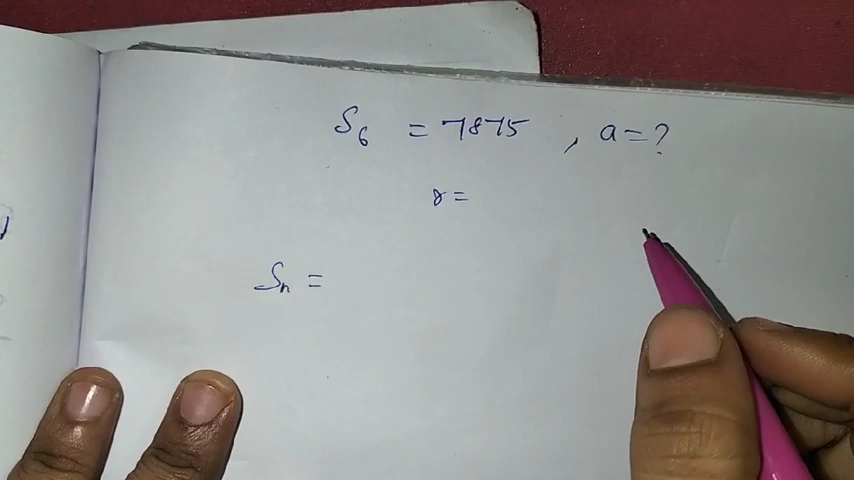 S₆ = 7875 , a = ?
r =
Sₙ =